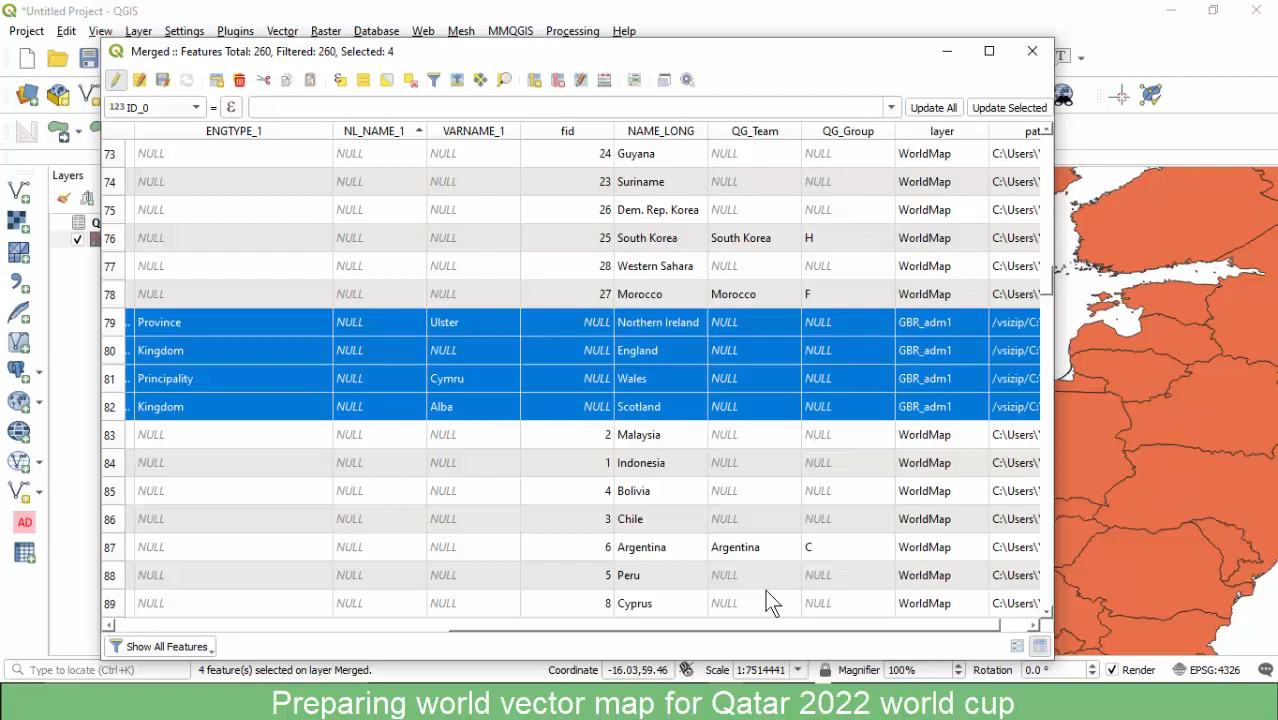 *Untitled Project - QGIS
Project Edit View Layer Settings Plugins Vector Raster Database Web Mesh MMQGIS Processing Help
Merged :: Features Total: 260, Filtered: 260, Selected: 4
123 ID_0 = ε Update All Update Selected
ENGTYPE_1 NL_NAME_1 VARNAME_1 fid NAME_LONG QG_Team QG_Group layer pat
73 NULL NULL NULL 24 Guyana NULL NULL WorldMap C:\Users\
74 NULL NULL NULL 23 Suriname NULL NULL WorldMap C:\Users\
75 NULL NULL NULL 26 Dem. Rep. Korea NULL NULL WorldMap C:\Users\
76 NULL NULL NULL 25 South Korea South Korea H WorldMap C:\Users\
77 NULL NULL NULL 28 Western Sahara NULL NULL WorldMap C:\Users\
78 NULL NULL NULL 27 Morocco Morocco F WorldMap C:\Users\
79 .. Province NULL Ulster NULL Northern Ireland NULL NULL GBR_adm1 /vsizip/C:
80 .. Kingdom NULL NULL NULL England NULL NULL GBR_adm1 /vsizip/C:
81 .. Principality NULL Cymru NULL Wales NULL NULL GBR_adm1 /vsizip/C:
82 .. Kingdom NULL Alba NULL Scotland NULL NULL GBR_adm1 /vsizip/C:
83 NULL NULL NULL 2 Malaysia NULL NULL WorldMap C:\Users\
84 NULL NULL NULL 1 Indonesia NULL NULL WorldMap C:\Users\
85 NULL NULL NULL 4 Bolivia NULL NULL WorldMap C:\Users\
86 NULL NULL NULL 3 Chile NULL NULL WorldMap C:\Users\
87 NULL NULL NULL 6 Argentina Argentina C WorldMap C:\Users\
88 NULL NULL NULL 5 Peru NULL NULL WorldMap C:\Users\
89 NULL NULL NULL 8 Cyprus NULL NULL WorldMap C:\Users\
Layers
Q
AD
T
Show All Features
Type to locate (Ctrl+K) 4 feature(s) selected on layer Merged. Coordinate -16.03,59.46 Scale 1:7514441 Magnifier 100% Rotation 0.0 ° Render EPSG:4326
Preparing world vector map for Qatar 2022 world cup